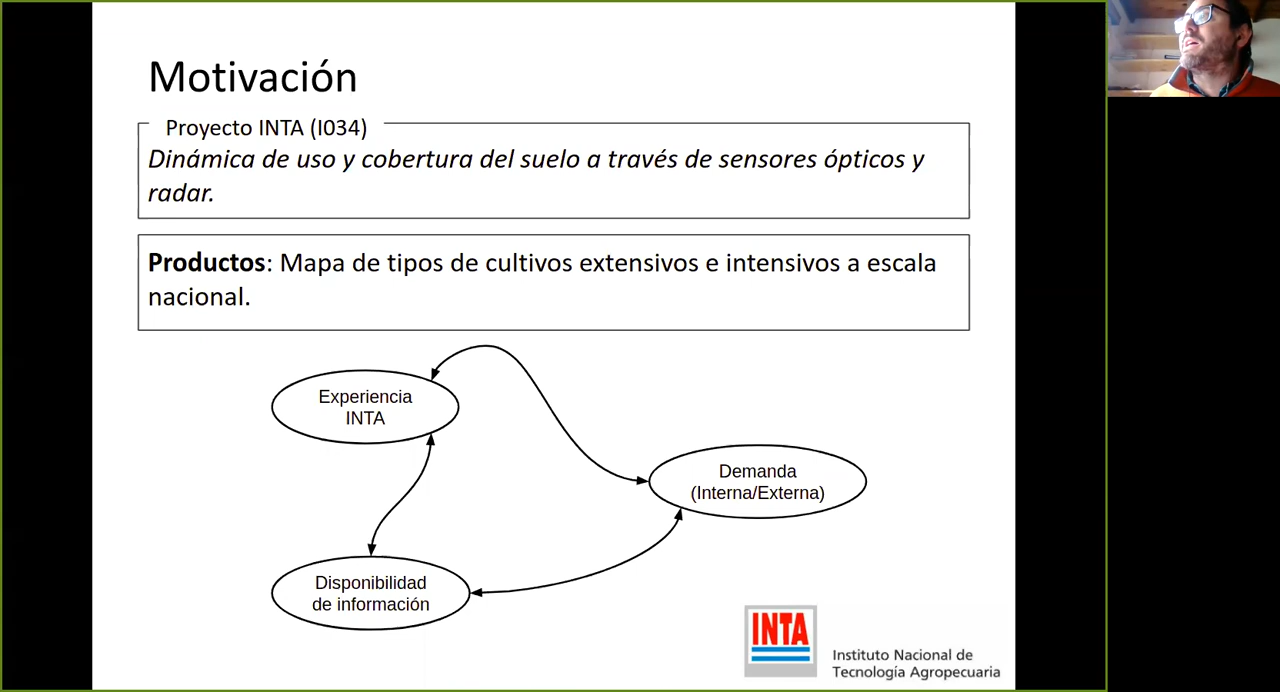 Motivación
Proyecto INTA (I034)
Dinámica de uso y cobertura del suelo a través de sensores ópticos y
radar.
Productos: Mapa de tipos de cultivos extensivos e intensivos a escala
nacional.
Experiencia
INTA
Demanda
(Interna/Externa)
Disponibilidad
de información
INTA
Instituto Nacional de
Tecnología Agropecuaria